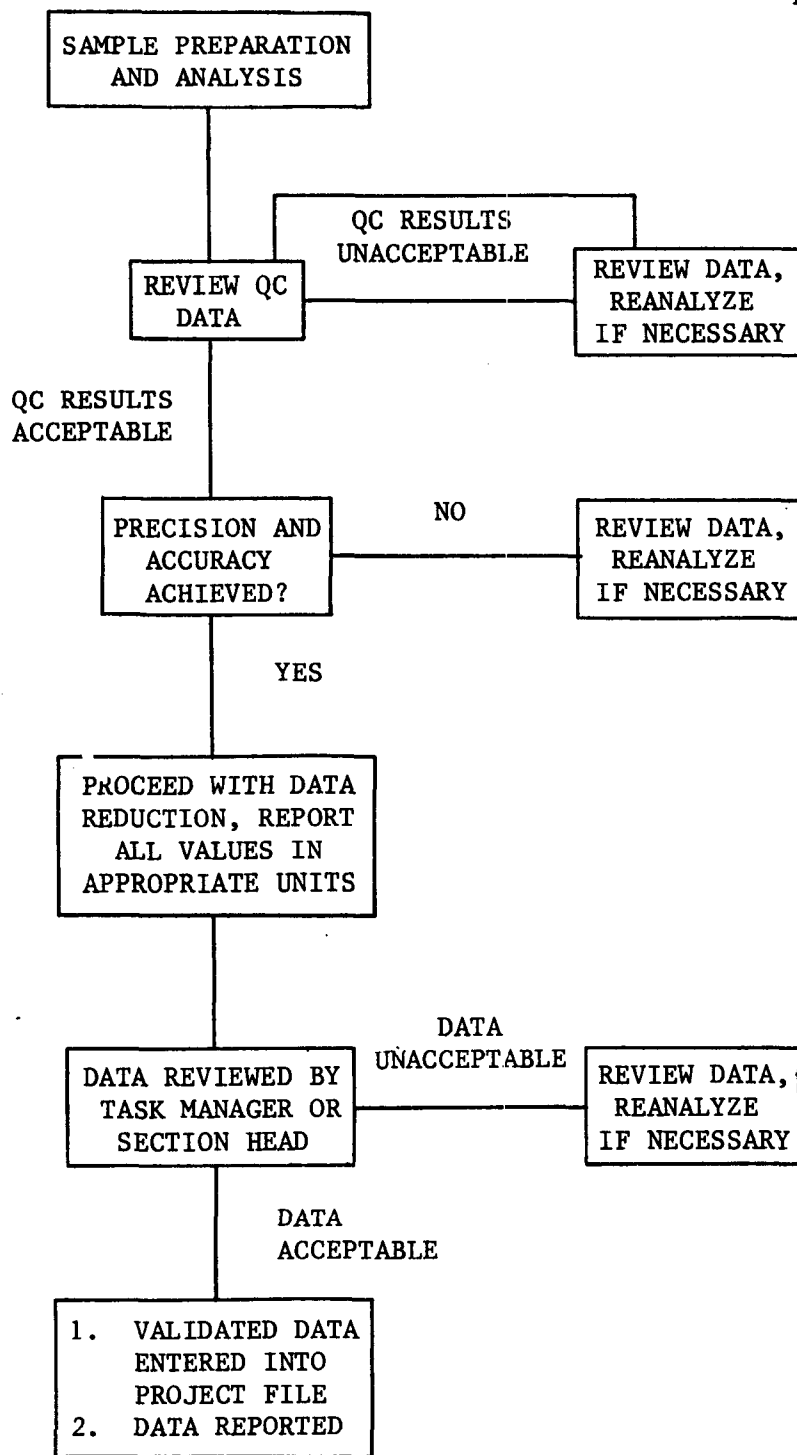 SAMPLE PREPARATION
AND ANALYSIS
QC RESULTS
UNACCEPTABLE
REVIEW QC
DATA
REVIEW DATA,
REANALYZE
IF NECESSARY
QC RESULTS
ACCEPTABLE
PRECISION AND
ACCURACY
ACHIEVED?
NO
REVIEW DATA,
REANALYZE
IF NECESSARY
YES
PROCEED WITH DATA
REDUCTION, REPORT
ALL VALUES IN
APPROPRIATE UNITS
DATA
UNACCEPTABLE
DATA REVIEWED BY
TASK MANAGER OR
SECTION HEAD
REVIEW DATA,
REANALYZE
IF NECESSARY
DATA
ACCEPTABLE
1. VALIDATED DATA
ENTERED INTO
PROJECT FILE
2. DATA REPORTED